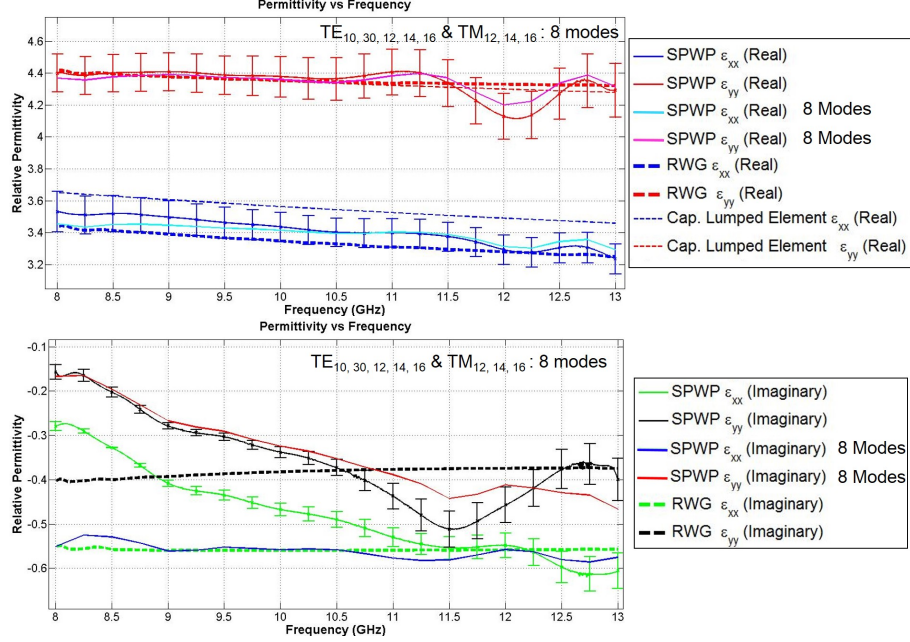 Permittivity vs Frequency
TE10, 30, 12, 14, 16 & TM12, 14, 16 : 8 modes
4.6
4.4
4.2
4
3.8
3.6
3.4
3.2
Relative Permittivity
8 8.5 9 9.5 10 10.5 11 11.5 12 12.5 13
Frequency (GHz)
SPWP εxx (Real)
SPWP εyy (Real)
SPWP εxx (Real) 8 Modes
SPWP εyy (Real) 8 Modes
RWG εxx (Real)
RWG εyy (Real)
Cap. Lumped Element εxx (Real)
Cap. Lumped Element εyy (Real)
Permittivity vs Frequency
TE10, 30, 12, 14, 16 & TM12, 14, 16 : 8 modes
-0.1
-0.2
-0.3
-0.4
-0.5
-0.6
Relative Permittivity
8 8.5 9 9.5 10 10.5 11 11.5 12 12.5 13
Frequency (GHz)
SPWP εxx (Imaginary)
SPWP εyy (Imaginary)
SPWP εxx (Imaginary) 8 Modes
SPWP εyy (Imaginary) 8 Modes
RWG εxx (Imaginary)
RWG εyy (Imaginary)